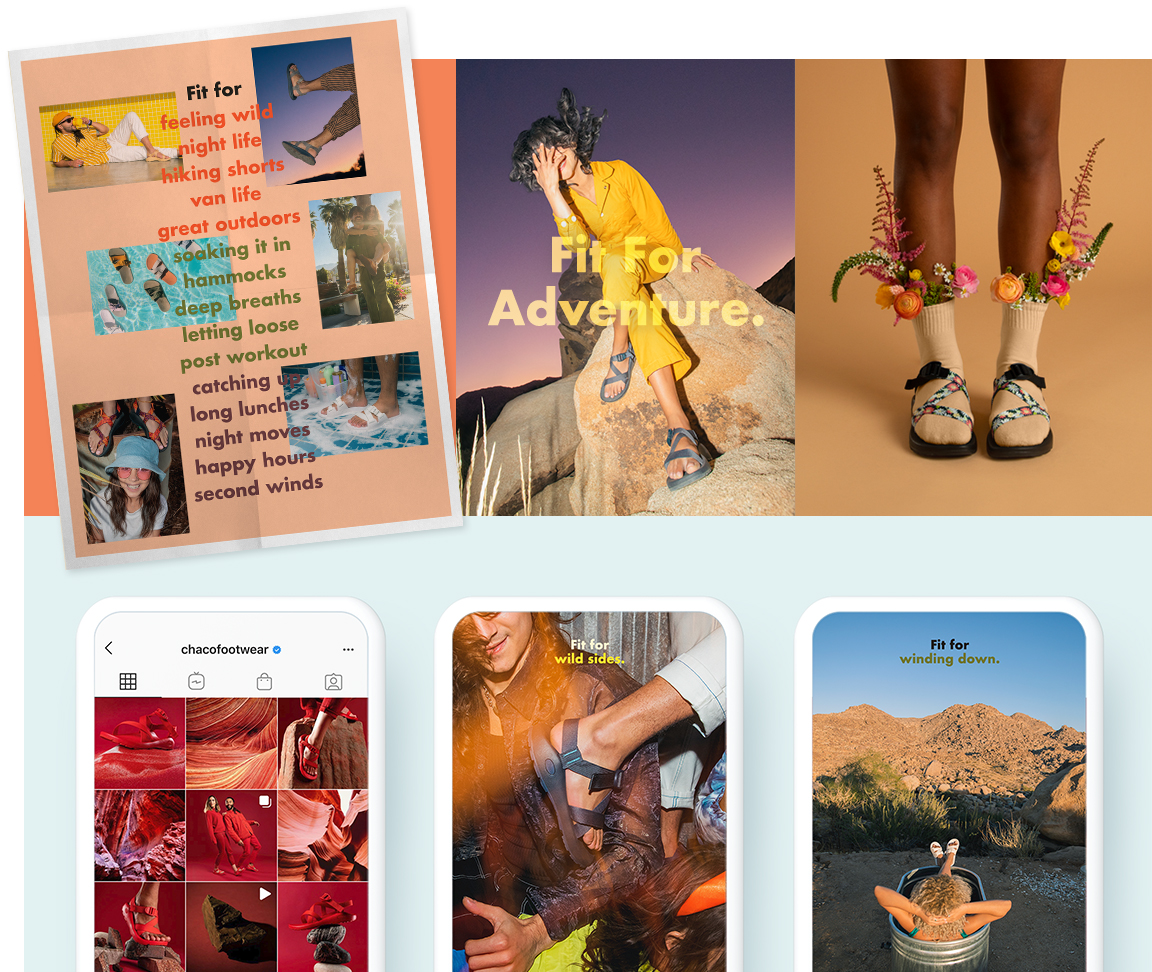 Fit for
feeling wild
night life
hiking shorts
van life
great outdoors
soaking it in
hammocks
deep breaths
letting loose
post workout
catching up
long lunches
night moves
happy hours
second winds
Fit For
Adventure.
chacofootwear
Fit for
wild sides.
Fit for
winding down.